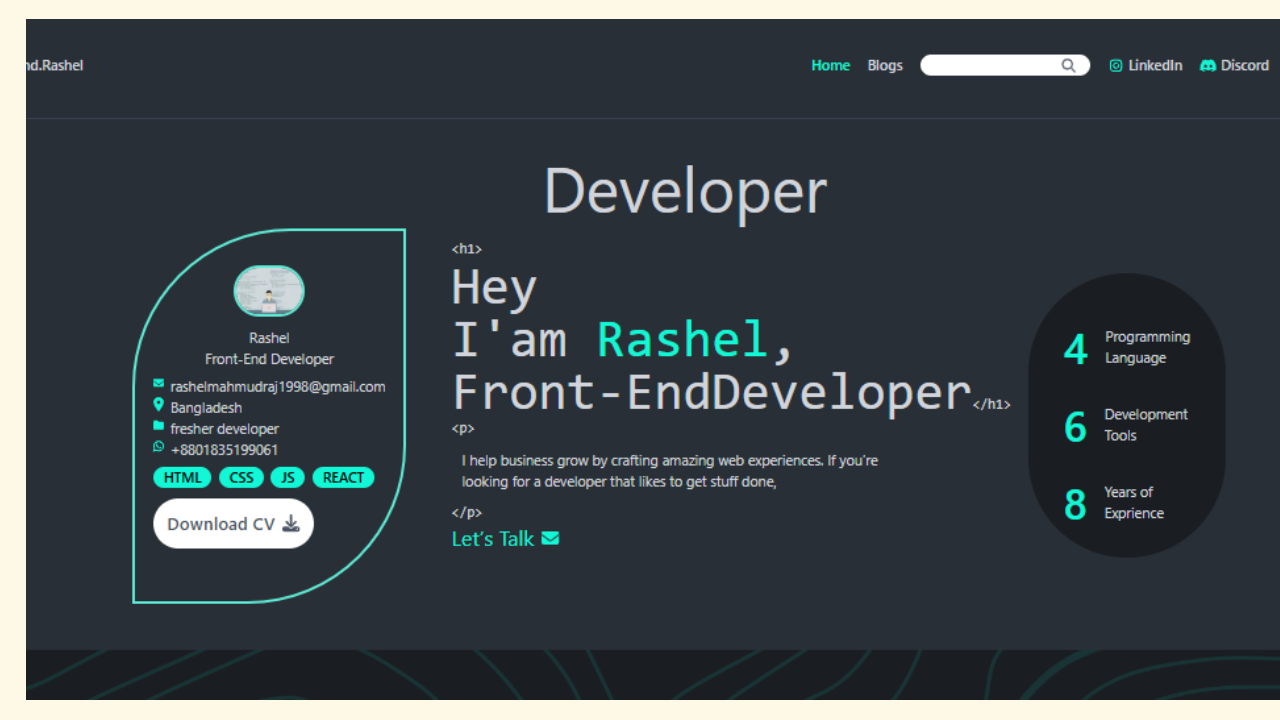 nd.Rashel
Home Blogs LinkedIn Discord
Developer
Rashel
Front-End Developer
rashelmahmudraj1998@gmail.com
Bangladesh
fresher developer
+8801835199061
HTML CSS JS REACT
Download CV
<h1>
Hey
I'am Rashel,
Front-EndDeveloper</h1>
<p>
I help business grow by crafting amazing web experiences. If you're
looking for a developer that likes to get stuff done,
</p>
Let's Talk
4 Programming
Language
6 Development
Tools
8 Years of
Exprience